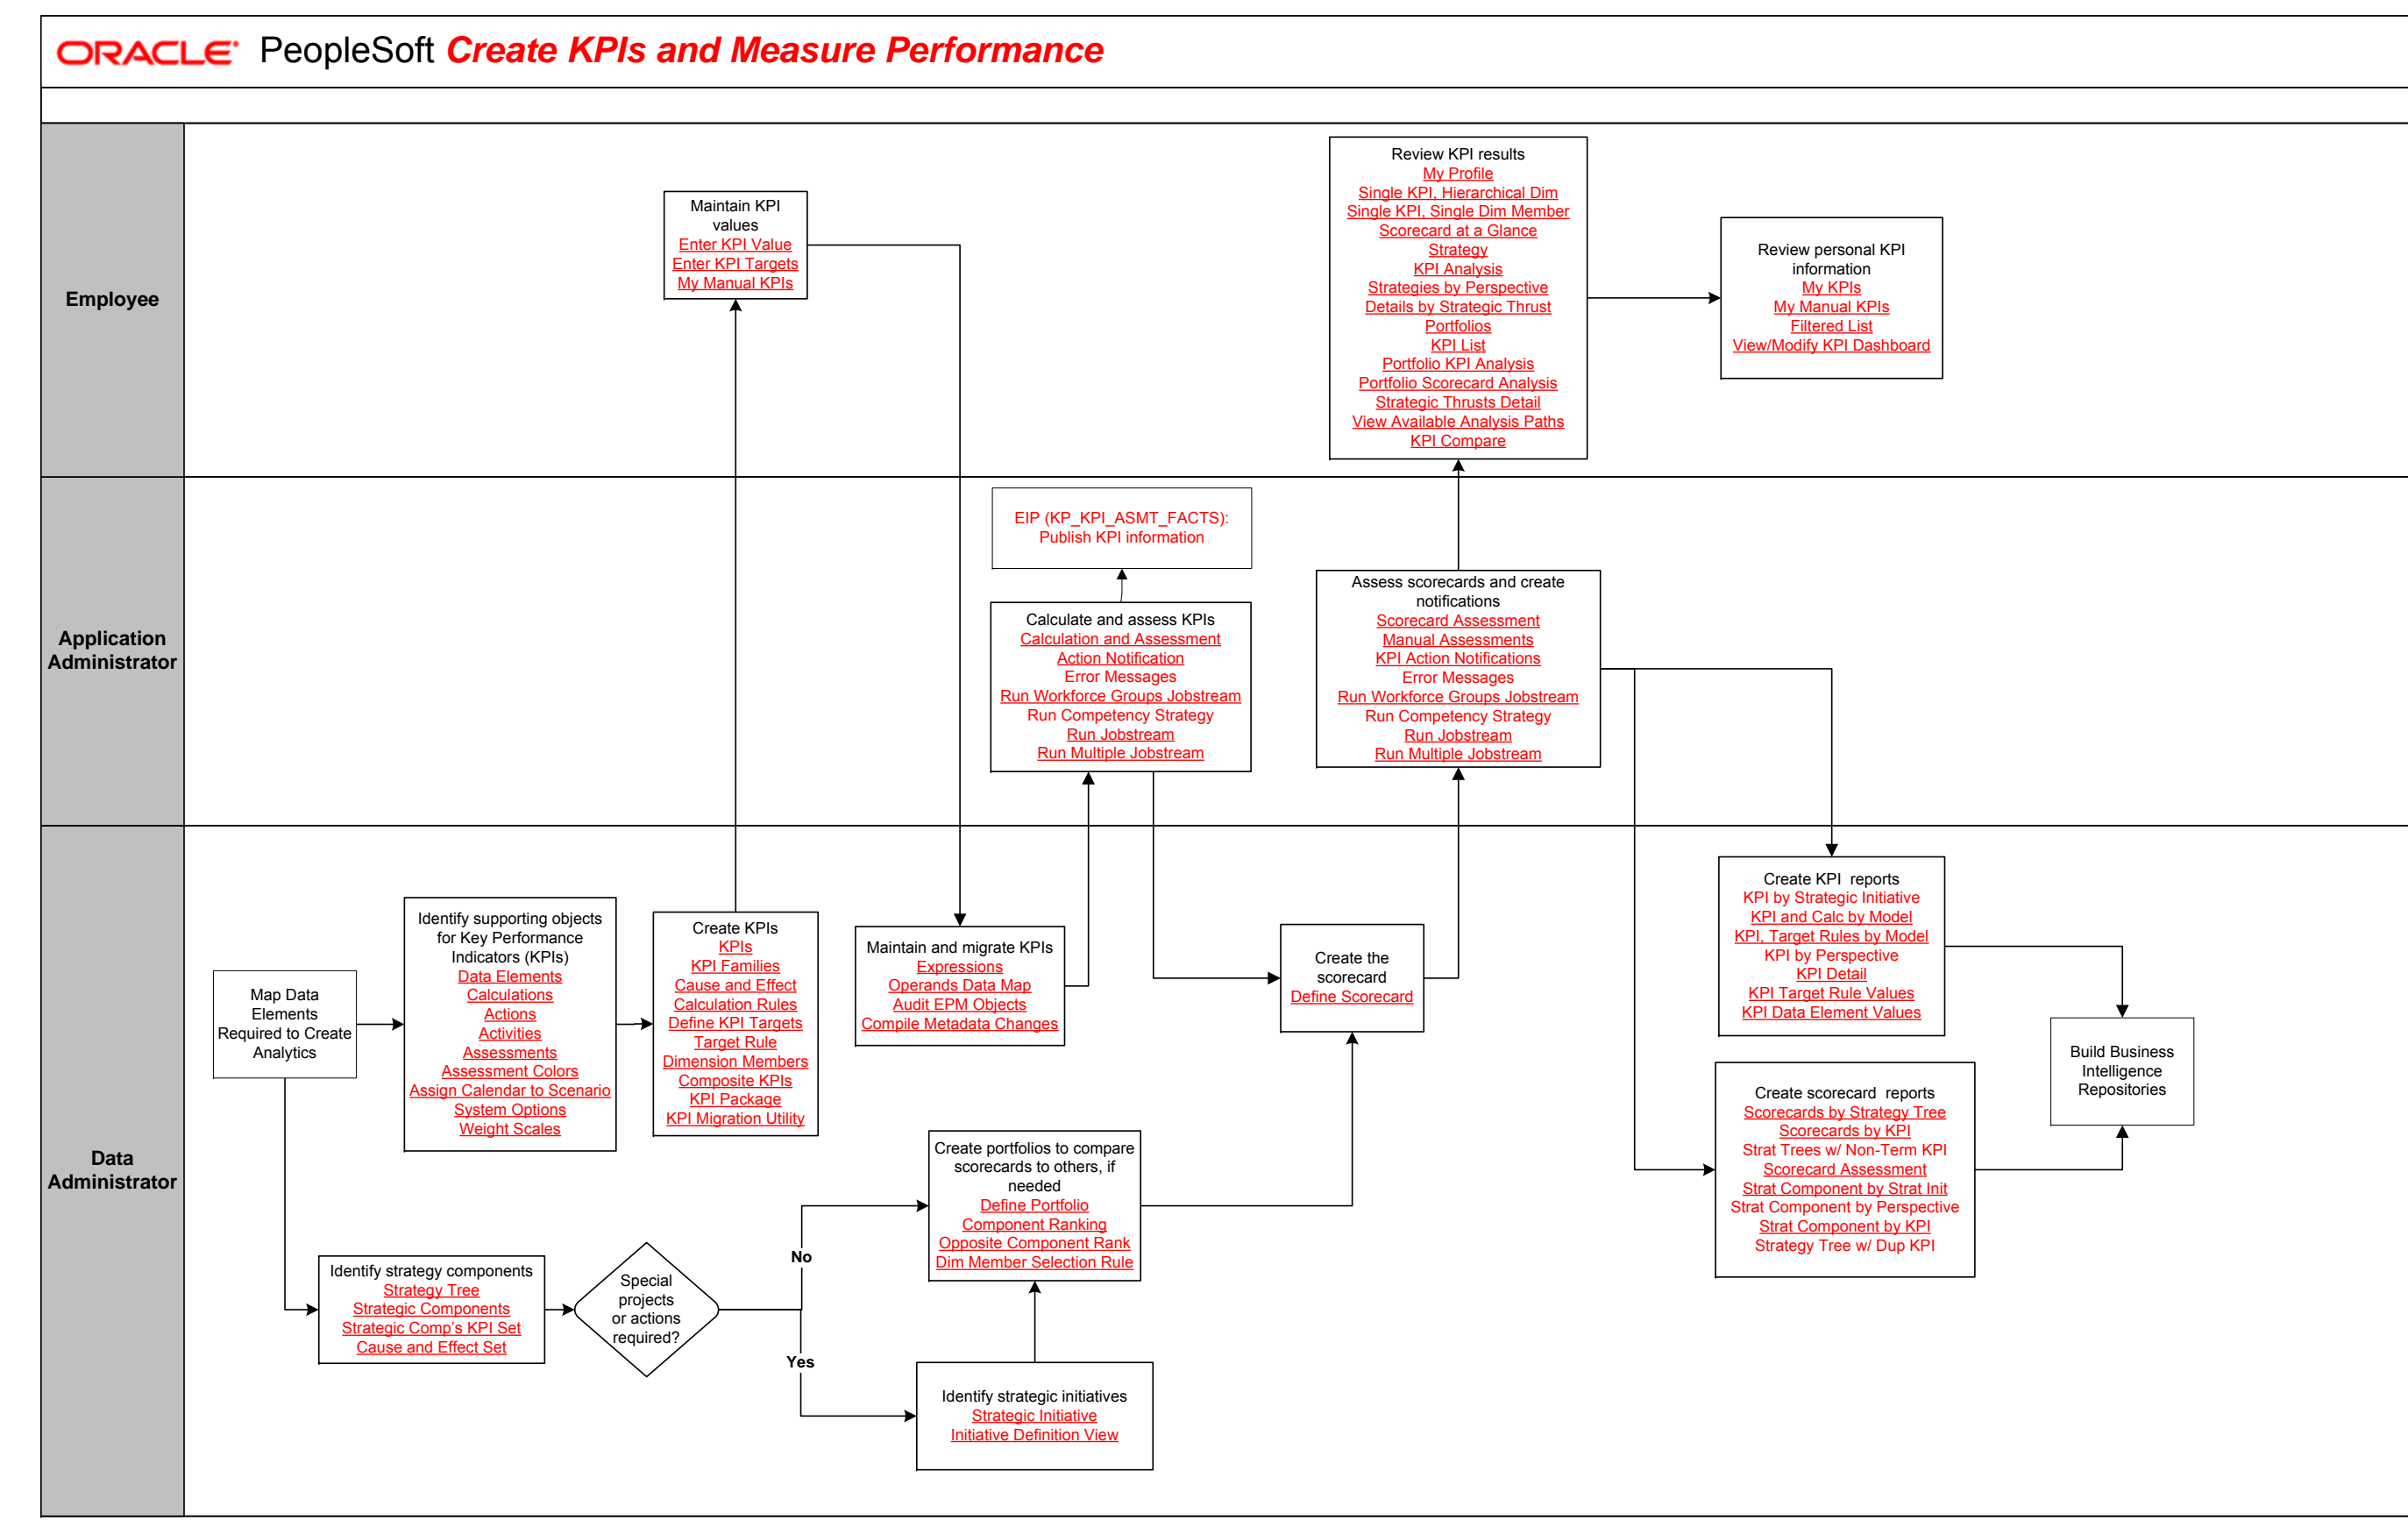 ORACLE PeopleSoft Create KPIs and Measure Performance
Employee
Maintain KPI
values
Enter KPI Value
Enter KPI Targets
My Manual KPIs
Review KPI results
My Profile
Single KPI, Hierarchical Dim
Single KPI, Single Dim Member
Scorecard at a Glance
Strategy
KPI Analysis
Strategies by Perspective
Details by Strategic Thrust
Portfolios
KPI List
Portfolio KPI Analysis
Portfolio Scorecard Analysis
Strategic Thrusts Detail
View Available Analysis Paths
KPI Compare
Review personal KPI
information
My KPIs
My Manual KPIs
Filtered List
View/Modify KPI Dashboard
Application
Administrator
EIP (KP_KPI_ASMT_FACTS):
Publish KPI information
Calculate and assess KPIs
Calculation and Assessment
Action Notification
Error Messages
Run Workforce Groups Jobstream
Run Competency Strategy
Run Jobstream
Run Multiple Jobstream
Assess scorecards and create
notifications
Scorecard Assessment
Manual Assessments
KPI Action Notifications
Error Messages
Run Workforce Groups Jobstream
Run Competency Strategy
Run Jobstream
Run Multiple Jobstream
Data
Administrator
Map Data
Elements
Required to Create
Analytics
Identify supporting objects
for Key Performance
Indicators (KPIs)
Data Elements
Calculations
Actions
Activities
Assessments
Assessment Colors
Assign Calendar to Scenario
System Options
Weight Scales
Create KPIs
KPIs
KPI Families
Cause and Effect
Calculation Rules
Define KPI Targets
Target Rule
Dimension Members
Composite KPIs
KPI Package
KPI Migration Utility
Maintain and migrate KPIs
Expressions
Operands Data Map
Audit EPM Objects
Compile Metadata Changes
Create the
scorecard
Define Scorecard
Create KPI reports
KPI by Strategic Initiative
KPI and Calc by Model
KPI, Target Rules by Model
KPI by Perspective
KPI Detail
KPI Target Rule Values
KPI Data Element Values
Build Business
Intelligence
Repositories
Create scorecard reports
Scorecards by Strategy Tree
Scorecards by KPI
Strat Trees w/ Non-Term KPI
Scorecard Assessment
Strat Component by Strat Init
Strat Component by Perspective
Strat Component by KPI
Strategy Tree w/ Dup KPI
Create portfolios to compare
scorecards to others, if
needed
Define Portfolio
Component Ranking
Opposite Component Rank
Dim Member Selection Rule
Identify strategy components
Strategy Tree
Strategic Components
Strategic Comp's KPI Set
Cause and Effect Set
Special
projects
or actions
required?
No
Yes
Identify strategic initiatives
Strategic Initiative
Initiative Definition View